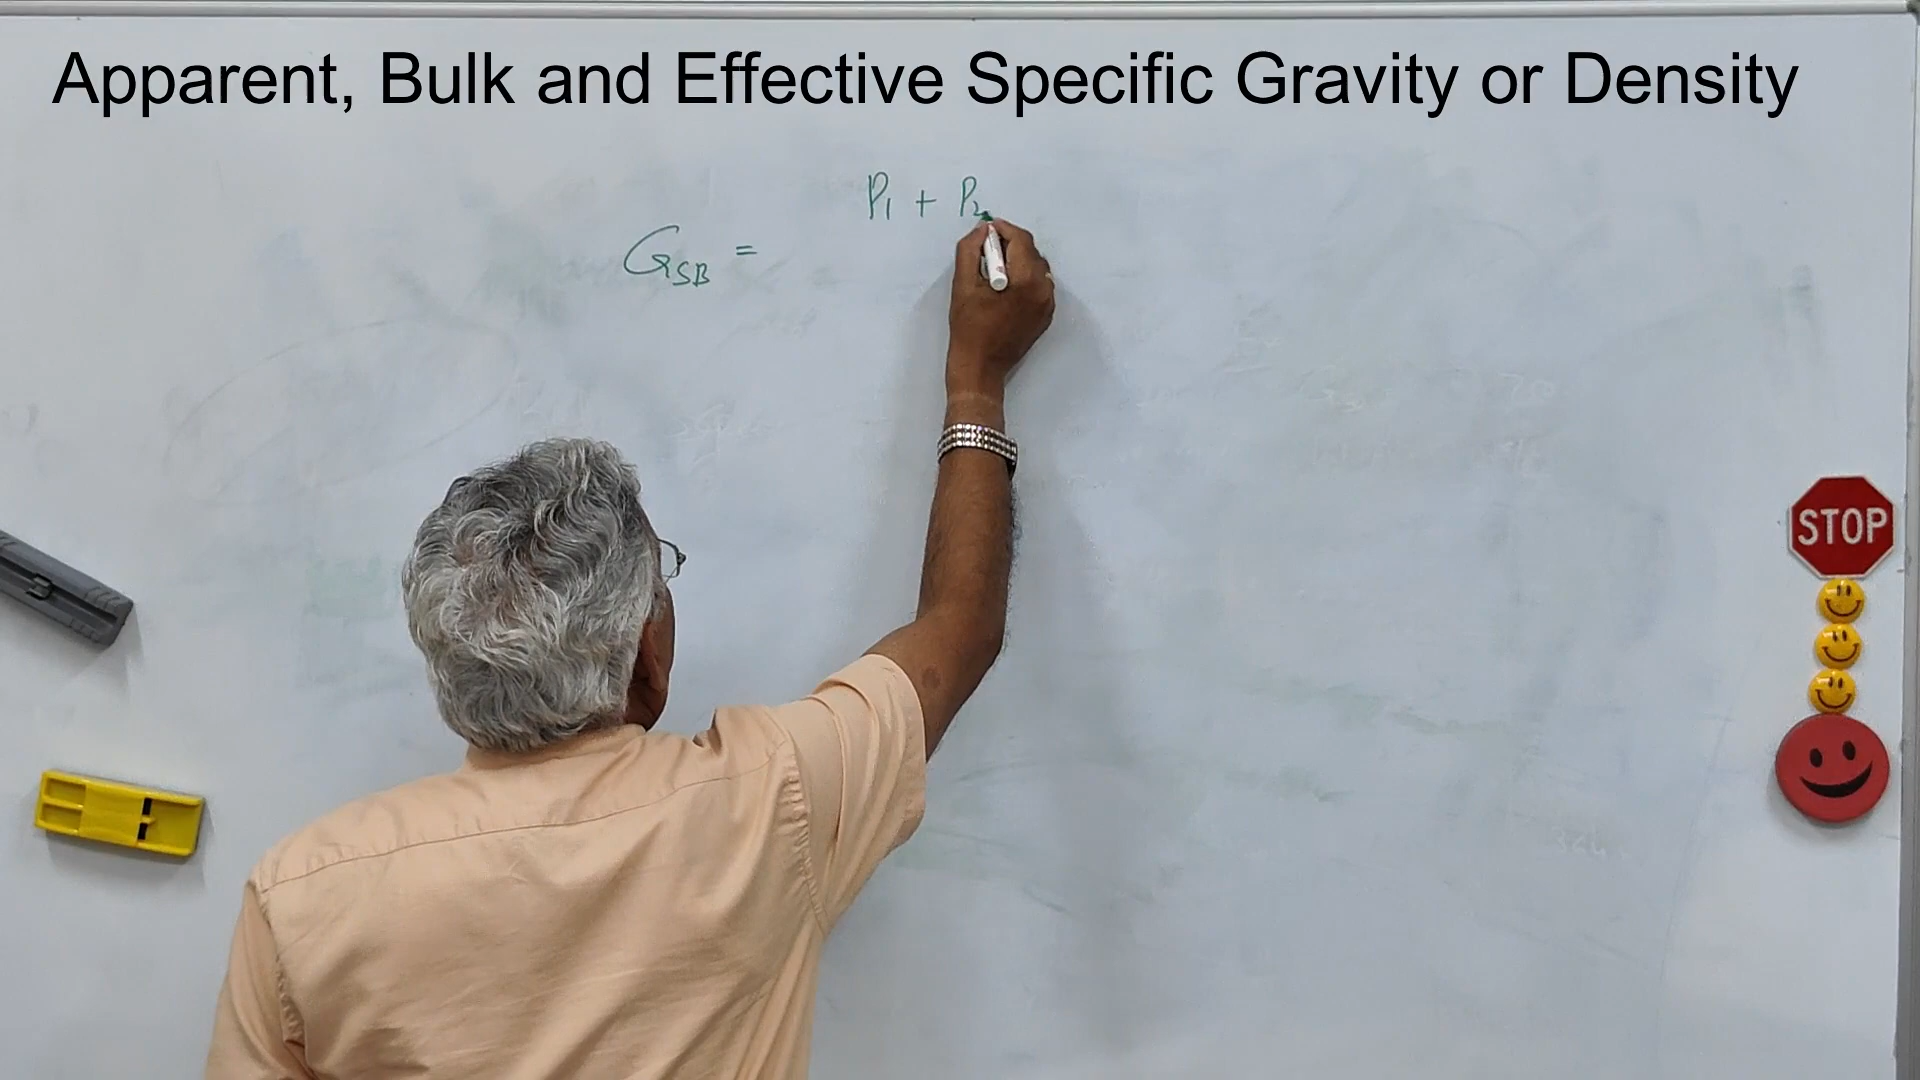 Apparent, Bulk and Effective Specific Gravity or Density
P1 + P2
GSB =
STOP